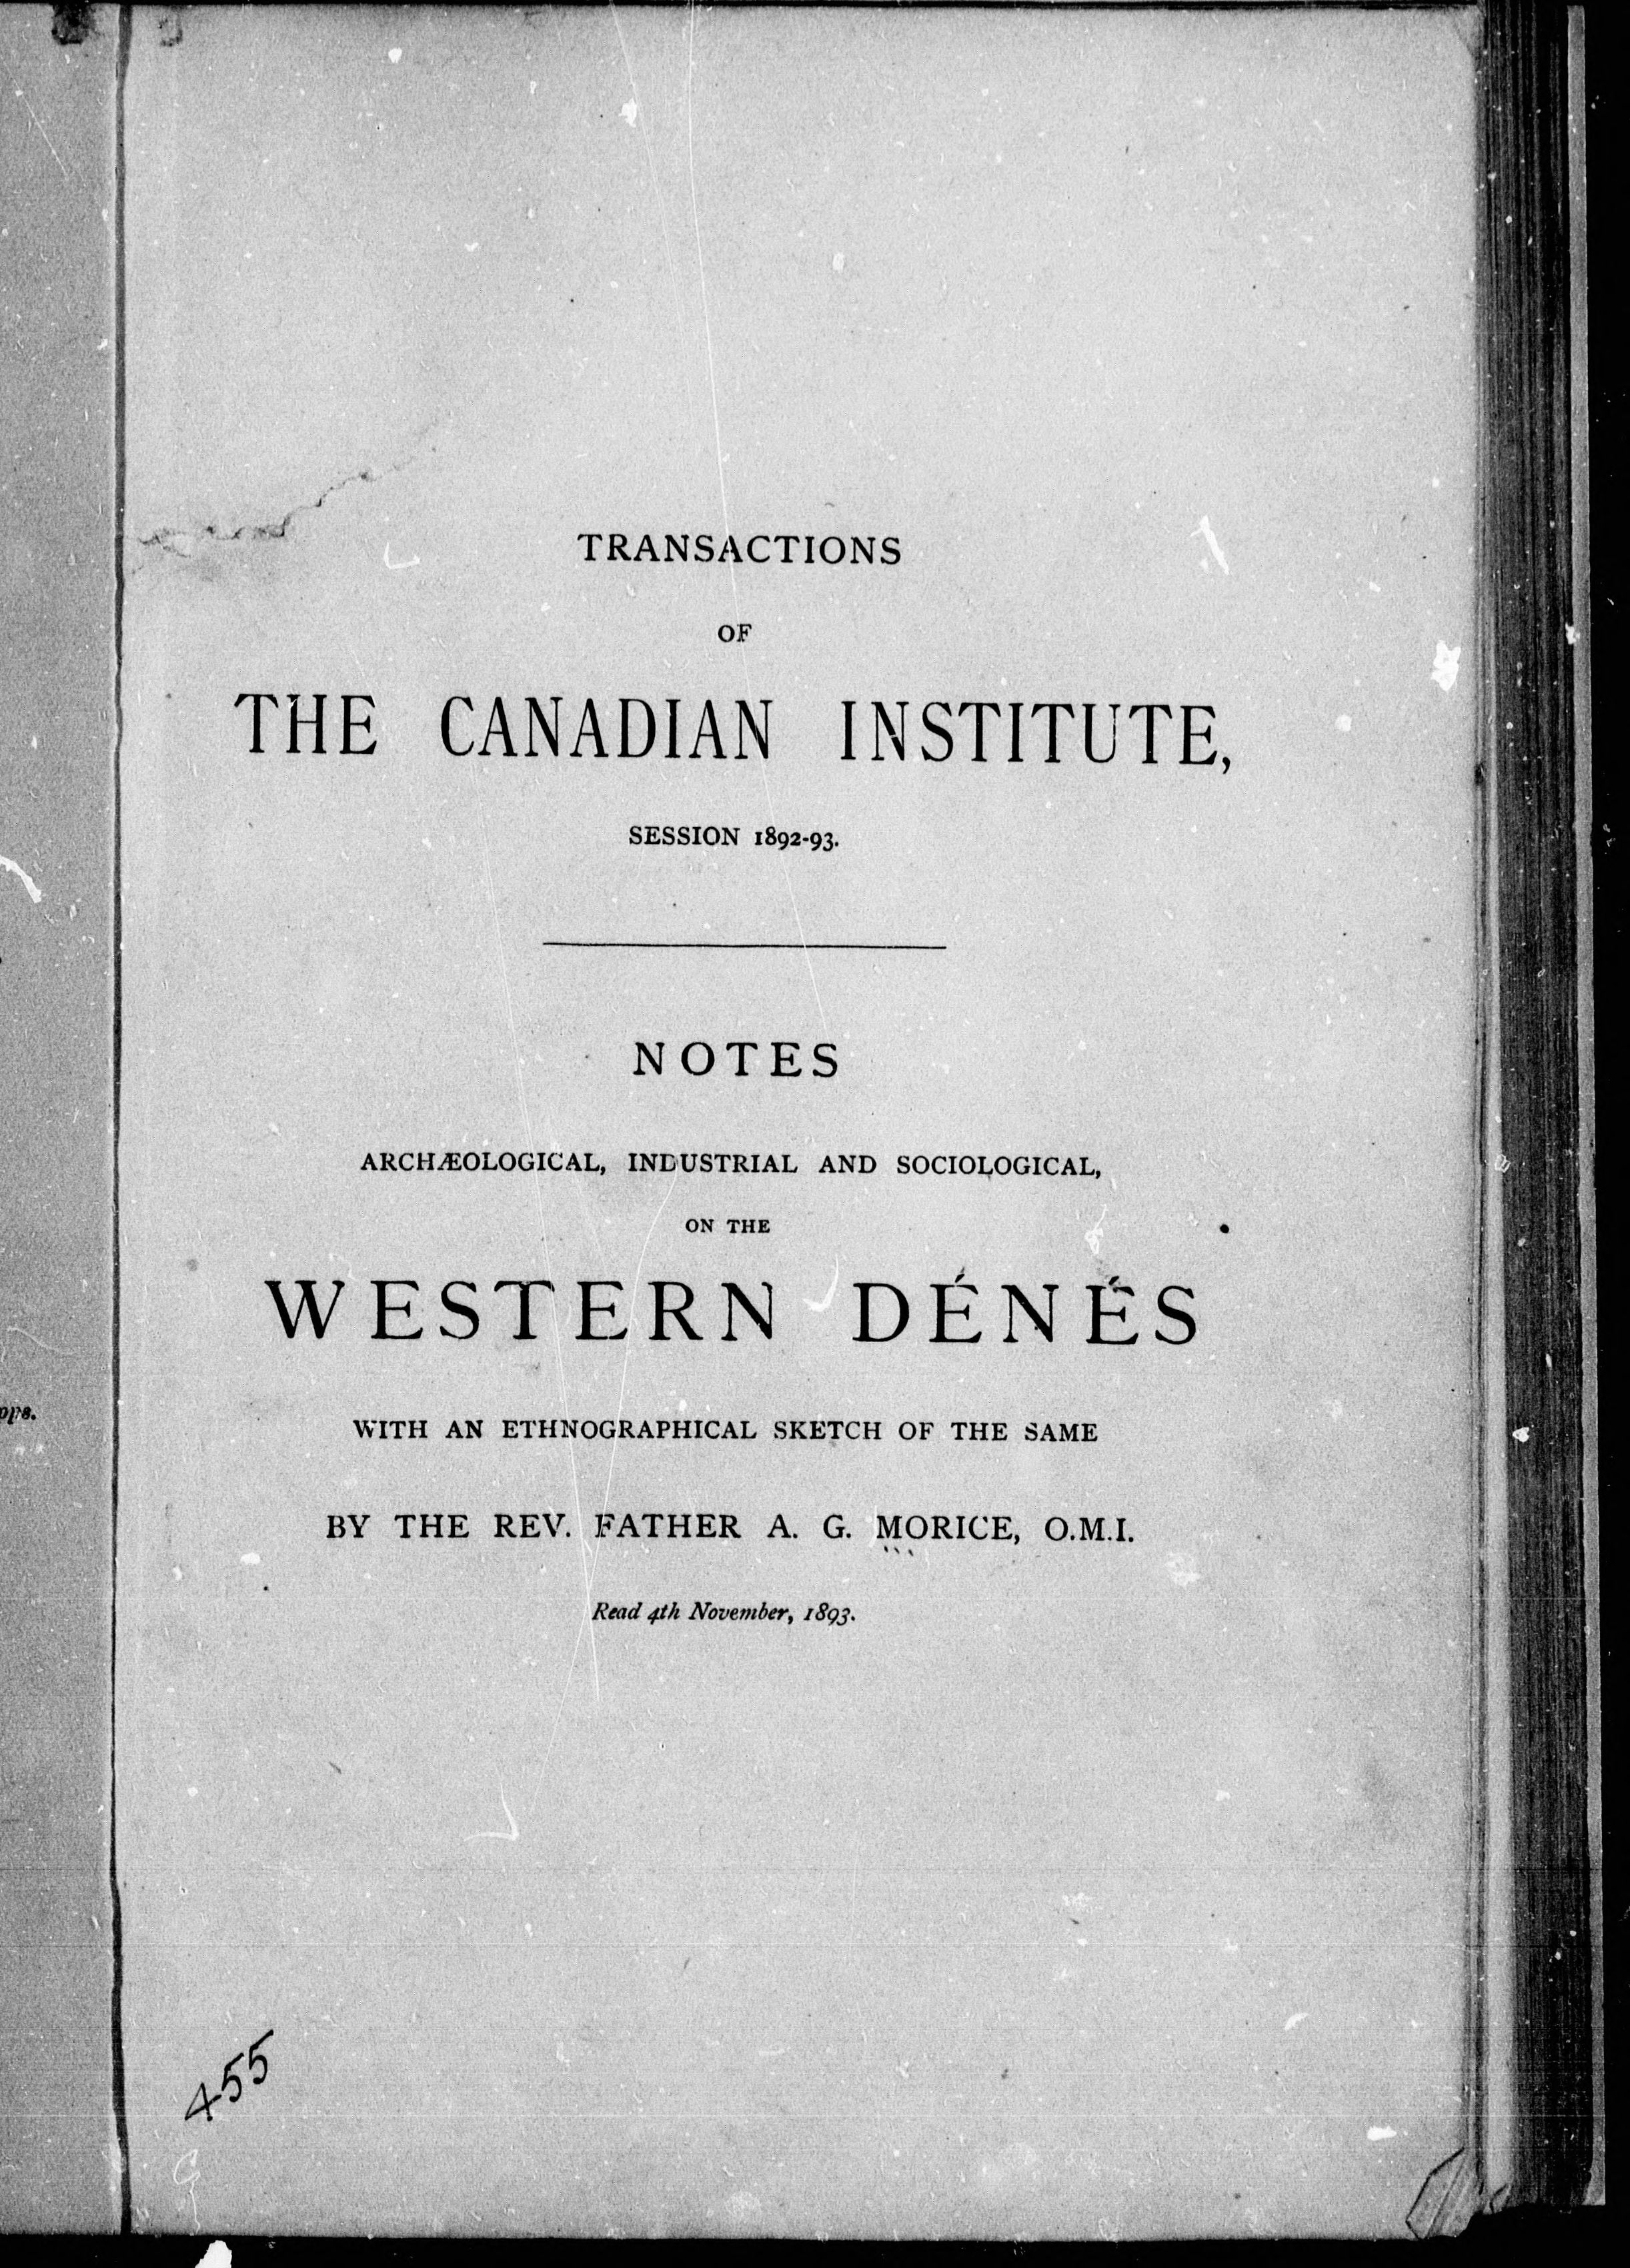 TRANSACTIONS
OF
THE CANADIAN INSTITUTE,
SESSION 1892-93.
NOTES
ARCHÆOLOGICAL, INDUSTRIAL AND SOCIOLOGICAL,
ON THE
WESTERN DÉNÉS
WITH AN ETHNOGRAPHICAL SKETCH OF THE SAME
BY THE REV. FATHER A. G. MORICE, O.M.I.
Read 4th November, 1893.
455